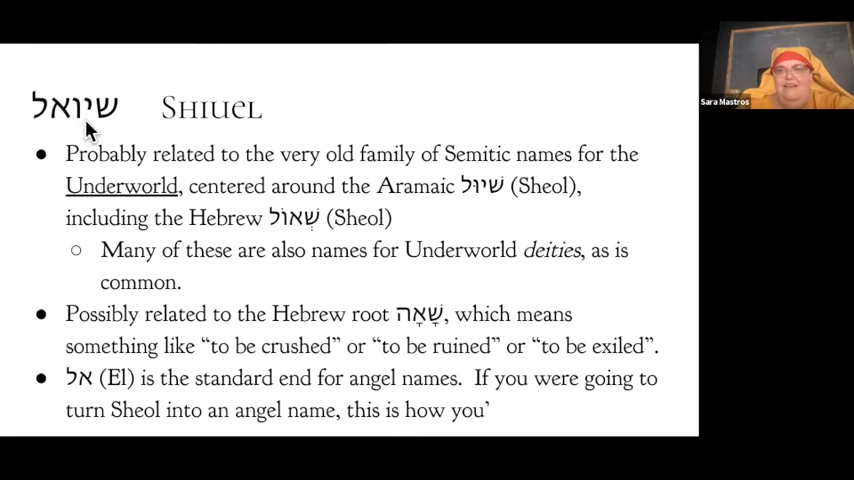 שיואל SHIUEL
● Probably related to the very old family of Semitic names for the
Underworld, centered around the Aramaic שׁיוּל (Sheol),
including the Hebrew שְׁאוֹל (Sheol)
○ Many of these are also names for Underworld deities, as is
common.
● Possibly related to the Hebrew root שָׁאָה, which means
something like “to be crushed” or “to be ruined” or “to be exiled”.
● אל (El) is the standard end for angel names. If you were going to
turn Sheol into an angel name, this is how you’
Sara Mastros